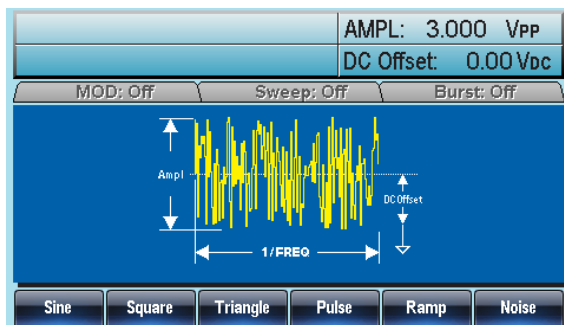 AMPL: 3.000 VPP
DC Offset: 0.00 VDC
MOD: Off Sweep: Off Burst: Off
Ampl
DC Offset
1/FREQ
Sine Square Triangle Pulse Ramp Noise